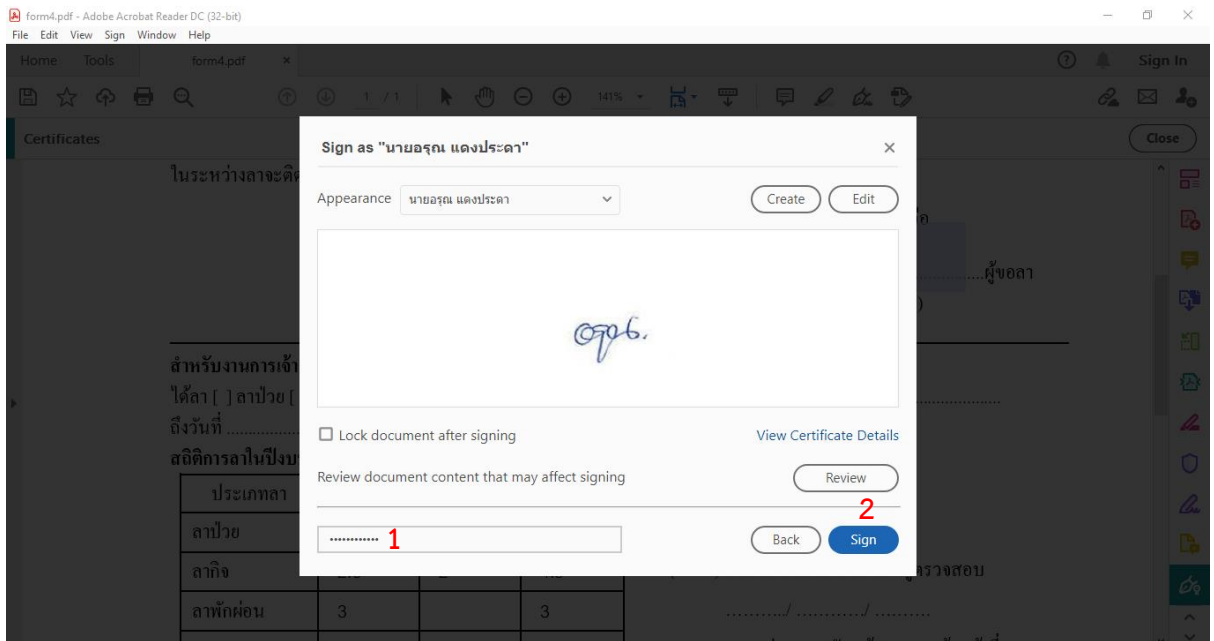 form4.pdf - Adobe Acrobat Reader DC (32-bit)
File Edit View Sign Window Help
Home Tools form4.pdf × Sign In
1 / 1 141%
Certificates Close
ในระหว่างลาจะติด
Sign as "นายอรุณ แดงประดา"
Appearance นายอรุณ แดงประดา Create Edit
...ผู้ขอลา
)
สำหรับงานการเจ้า
ได้ลา [ ] ลาป่วย [
ถึงวันที่ ....................
Lock document after signing View Certificate Details
สถิติการลาในปีงบ
Review document content that may affect signing Review
ประเภทลา
2
ลาป่วย
............ 1 Back Sign
ลากิจ
ตรวจสอบ
ลาพักผ่อน 3 3
.........../ ............/ ..........